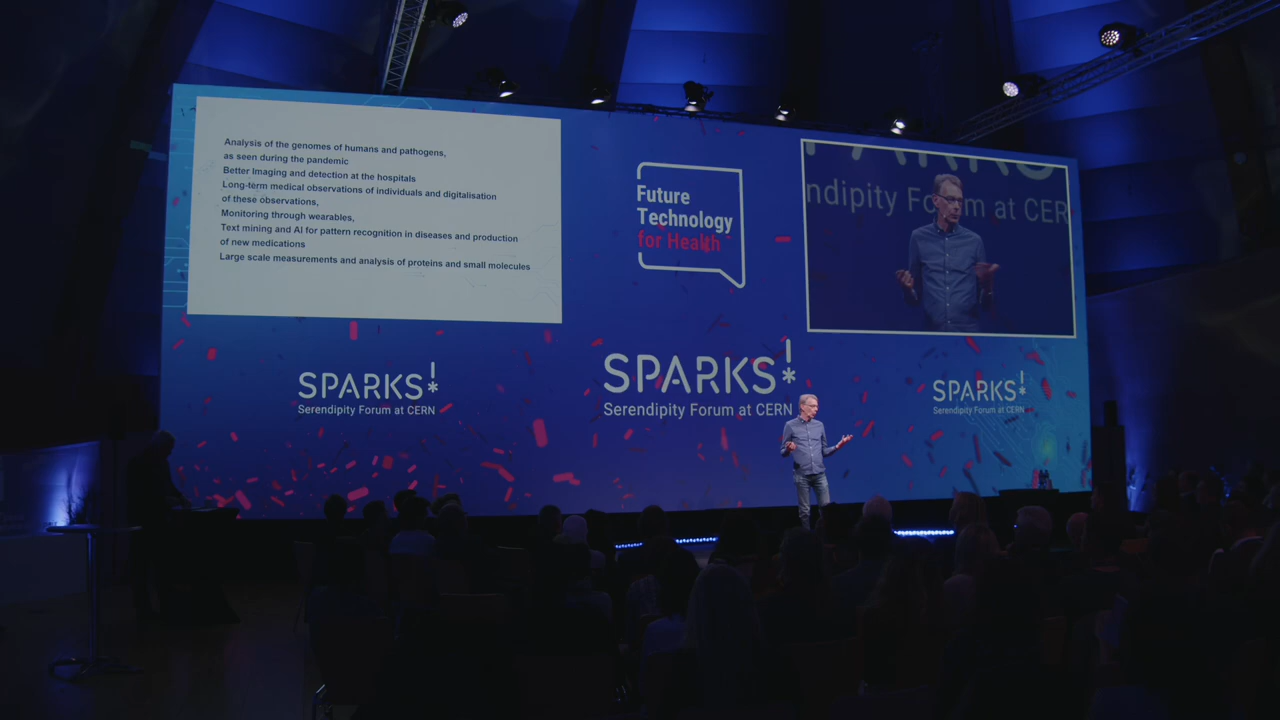 Analysis of the genomes of humans and pathogens,
as seen during the pandemic
Better Imaging and detection at the hospitals
Long-term medical observations of individuals and digitalisation
of these observations,
Monitoring through wearables,
Text mining and AI for pattern recognition in diseases and production
of new medications
Large scale measurements and analysis of proteins and small molecules
Future
Technology
for Health
ndipity Forum at CER
SPARKS!
Serendipity Forum at CERN
SPARKS!
Serendipity Forum at CERN
SPARKS!
Serendipity Forum at CERN